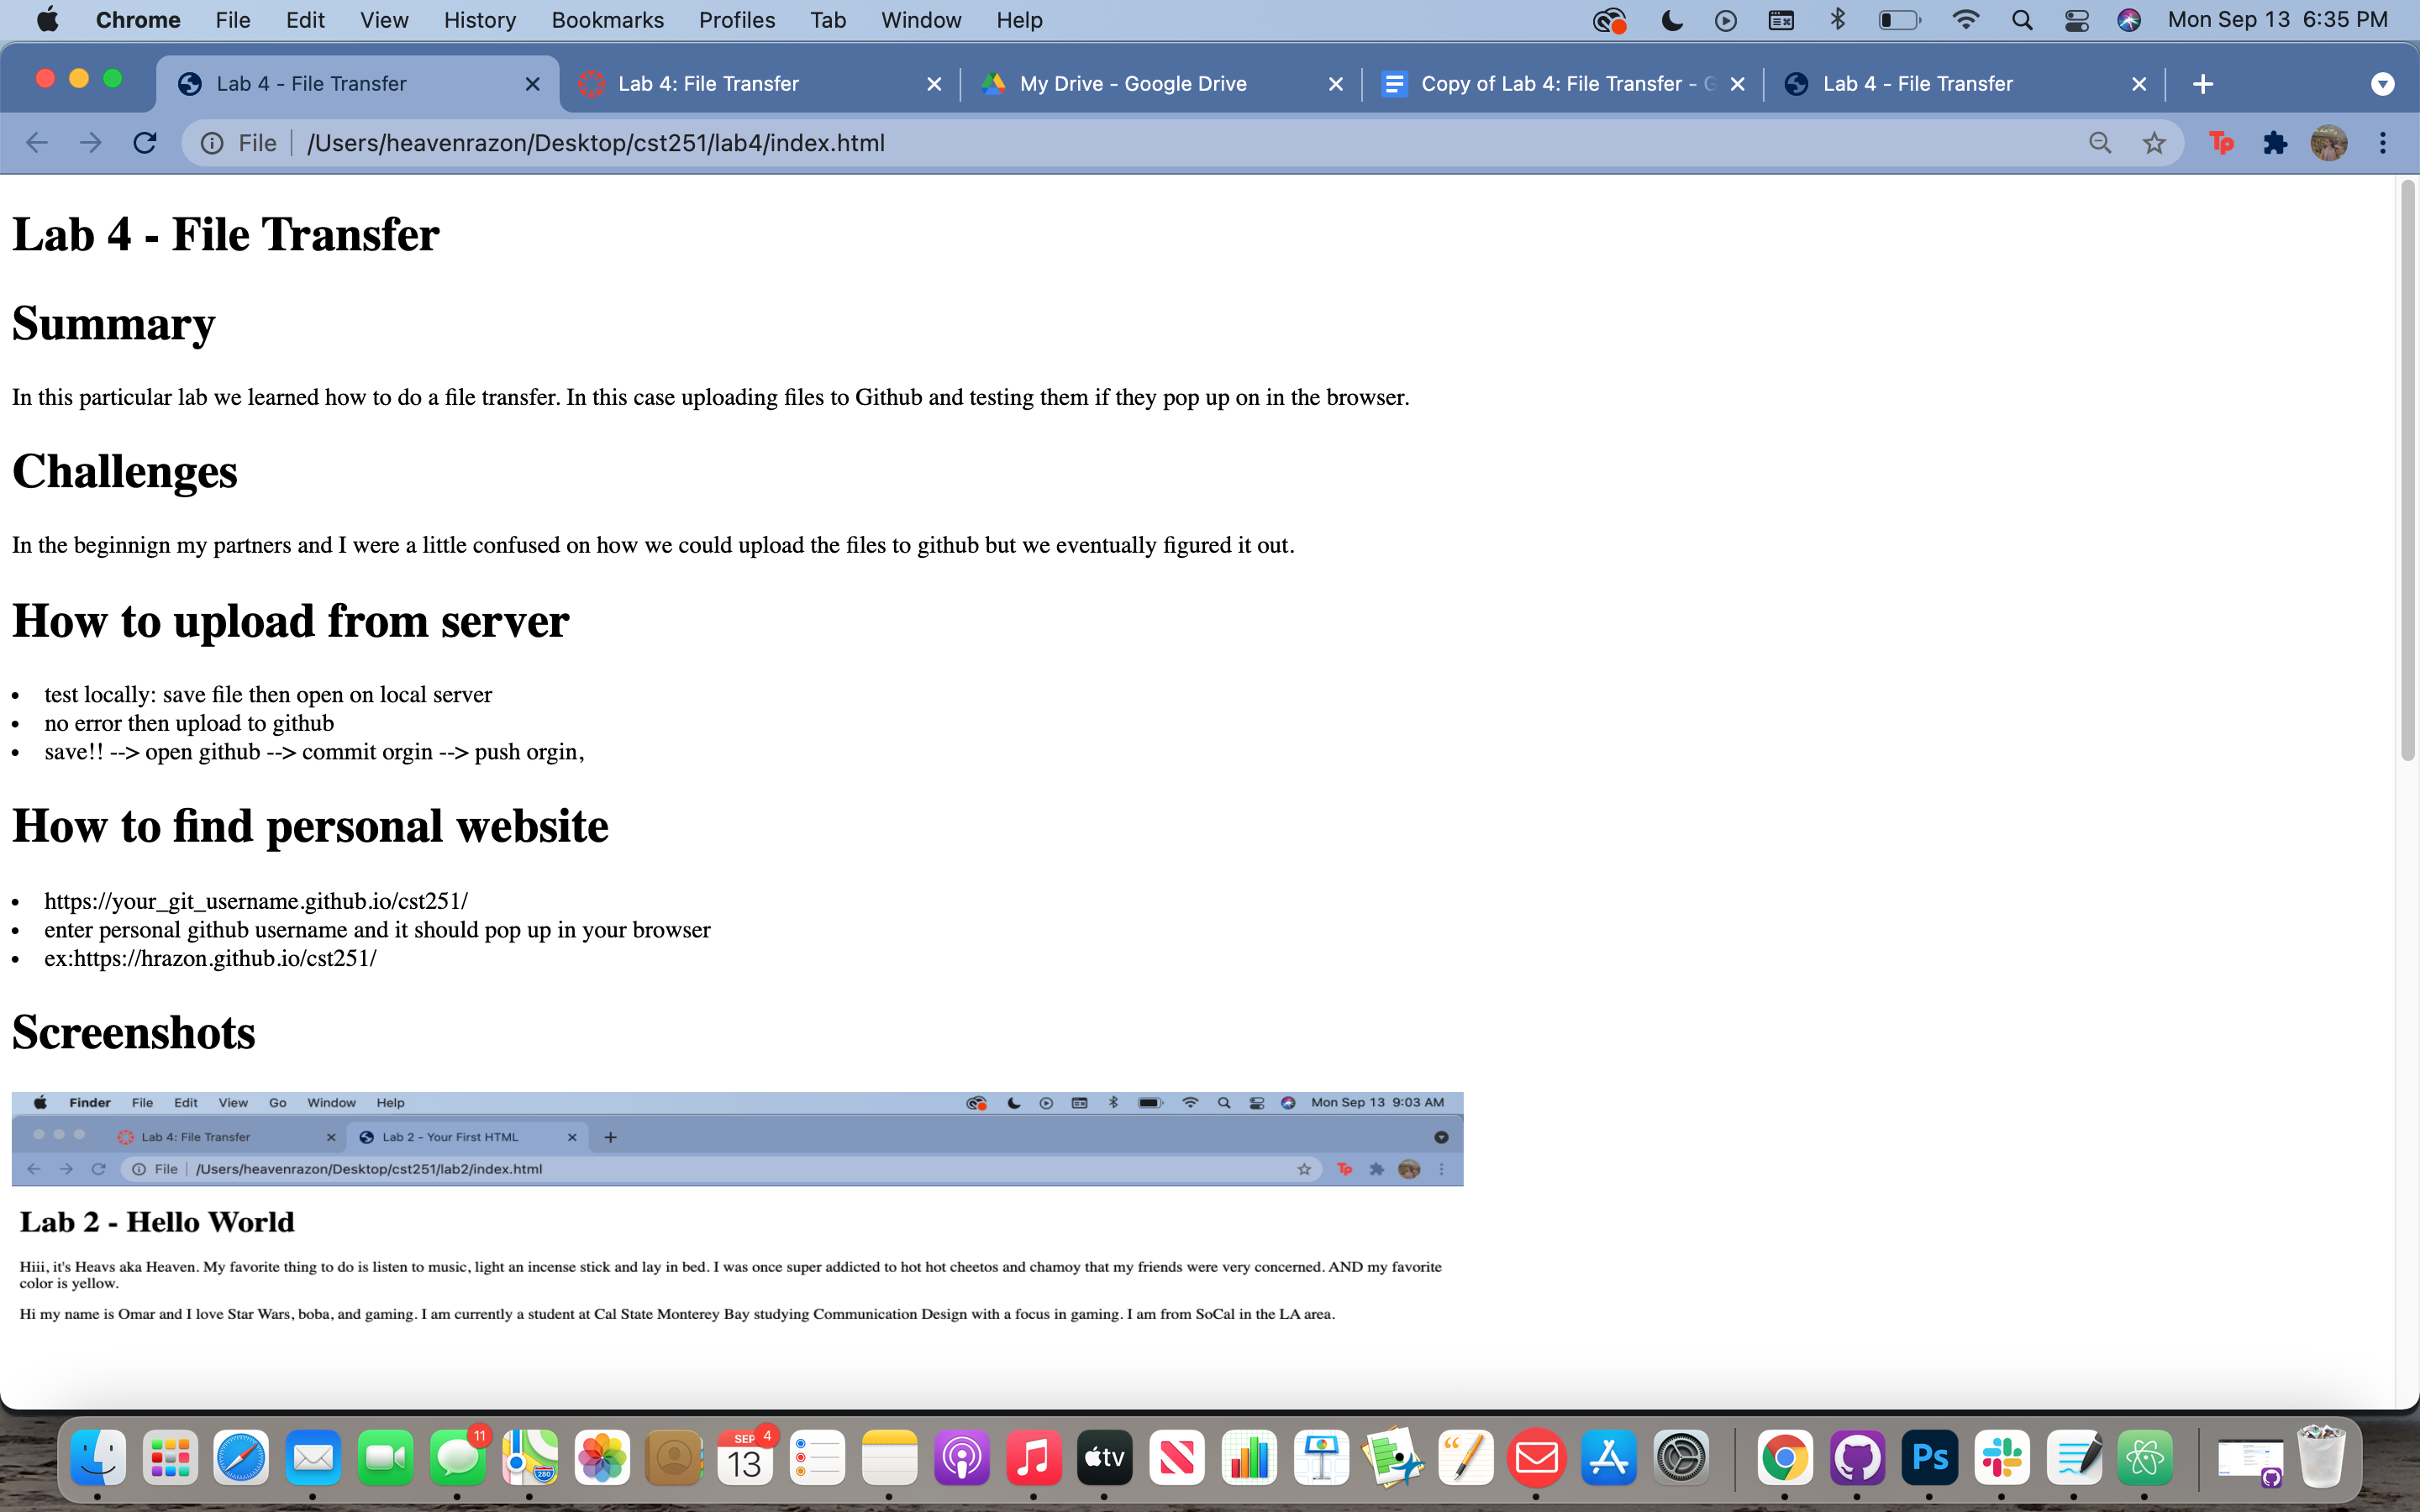 Chrome File Edit View History Bookmarks Profiles Tab Window Help Mon Sep 13 6:35 PM
Lab 4 - File Transfer Lab 4: File Transfer My Drive - Google Drive Copy of Lab 4: File Transfer - G Lab 4 - File Transfer
File /Users/heavenrazon/Desktop/cst251/lab4/index.html Tp
Lab 4 - File Transfer
Summary
In this particular lab we learned how to do a file transfer. In this case uploading files to Github and testing them if they pop up on in the browser.
Challenges
In the beginnign my partners and I were a little confused on how we could upload the files to github but we eventually figured it out.
How to upload from server
• test locally: save file then open on local server
• no error then upload to github
• save!! --> open github --> commit orgin --> push orgin,
How to find personal website
• https://your_git_username.github.io/cst251/
• enter personal github username and it should pop up in your browser
• ex:https://hrazon.github.io/cst251/
Screenshots
Finder File Edit View Go Window Help Mon Sep 13 9:03 AM
Lab 4: File Transfer Lab 2 - Your First HTML
File /Users/heavenrazon/Desktop/cst251/lab2/index.html Tp
Lab 2 - Hello World
Hiii, it's Heavs aka Heaven. My favorite thing to do is listen to music, light an incense stick and lay in bed. I was once super addicted to hot hot cheetos and chamoy that my friends were very concerned. AND my favorite
color is yellow.
Hi my name is Omar and I love Star Wars, boba, and gaming. I am currently a student at Cal State Monterey Bay studying Communication Design with a focus in gaming. I am from SoCal in the LA area.
11 280 SEP 4 13 tv Ps